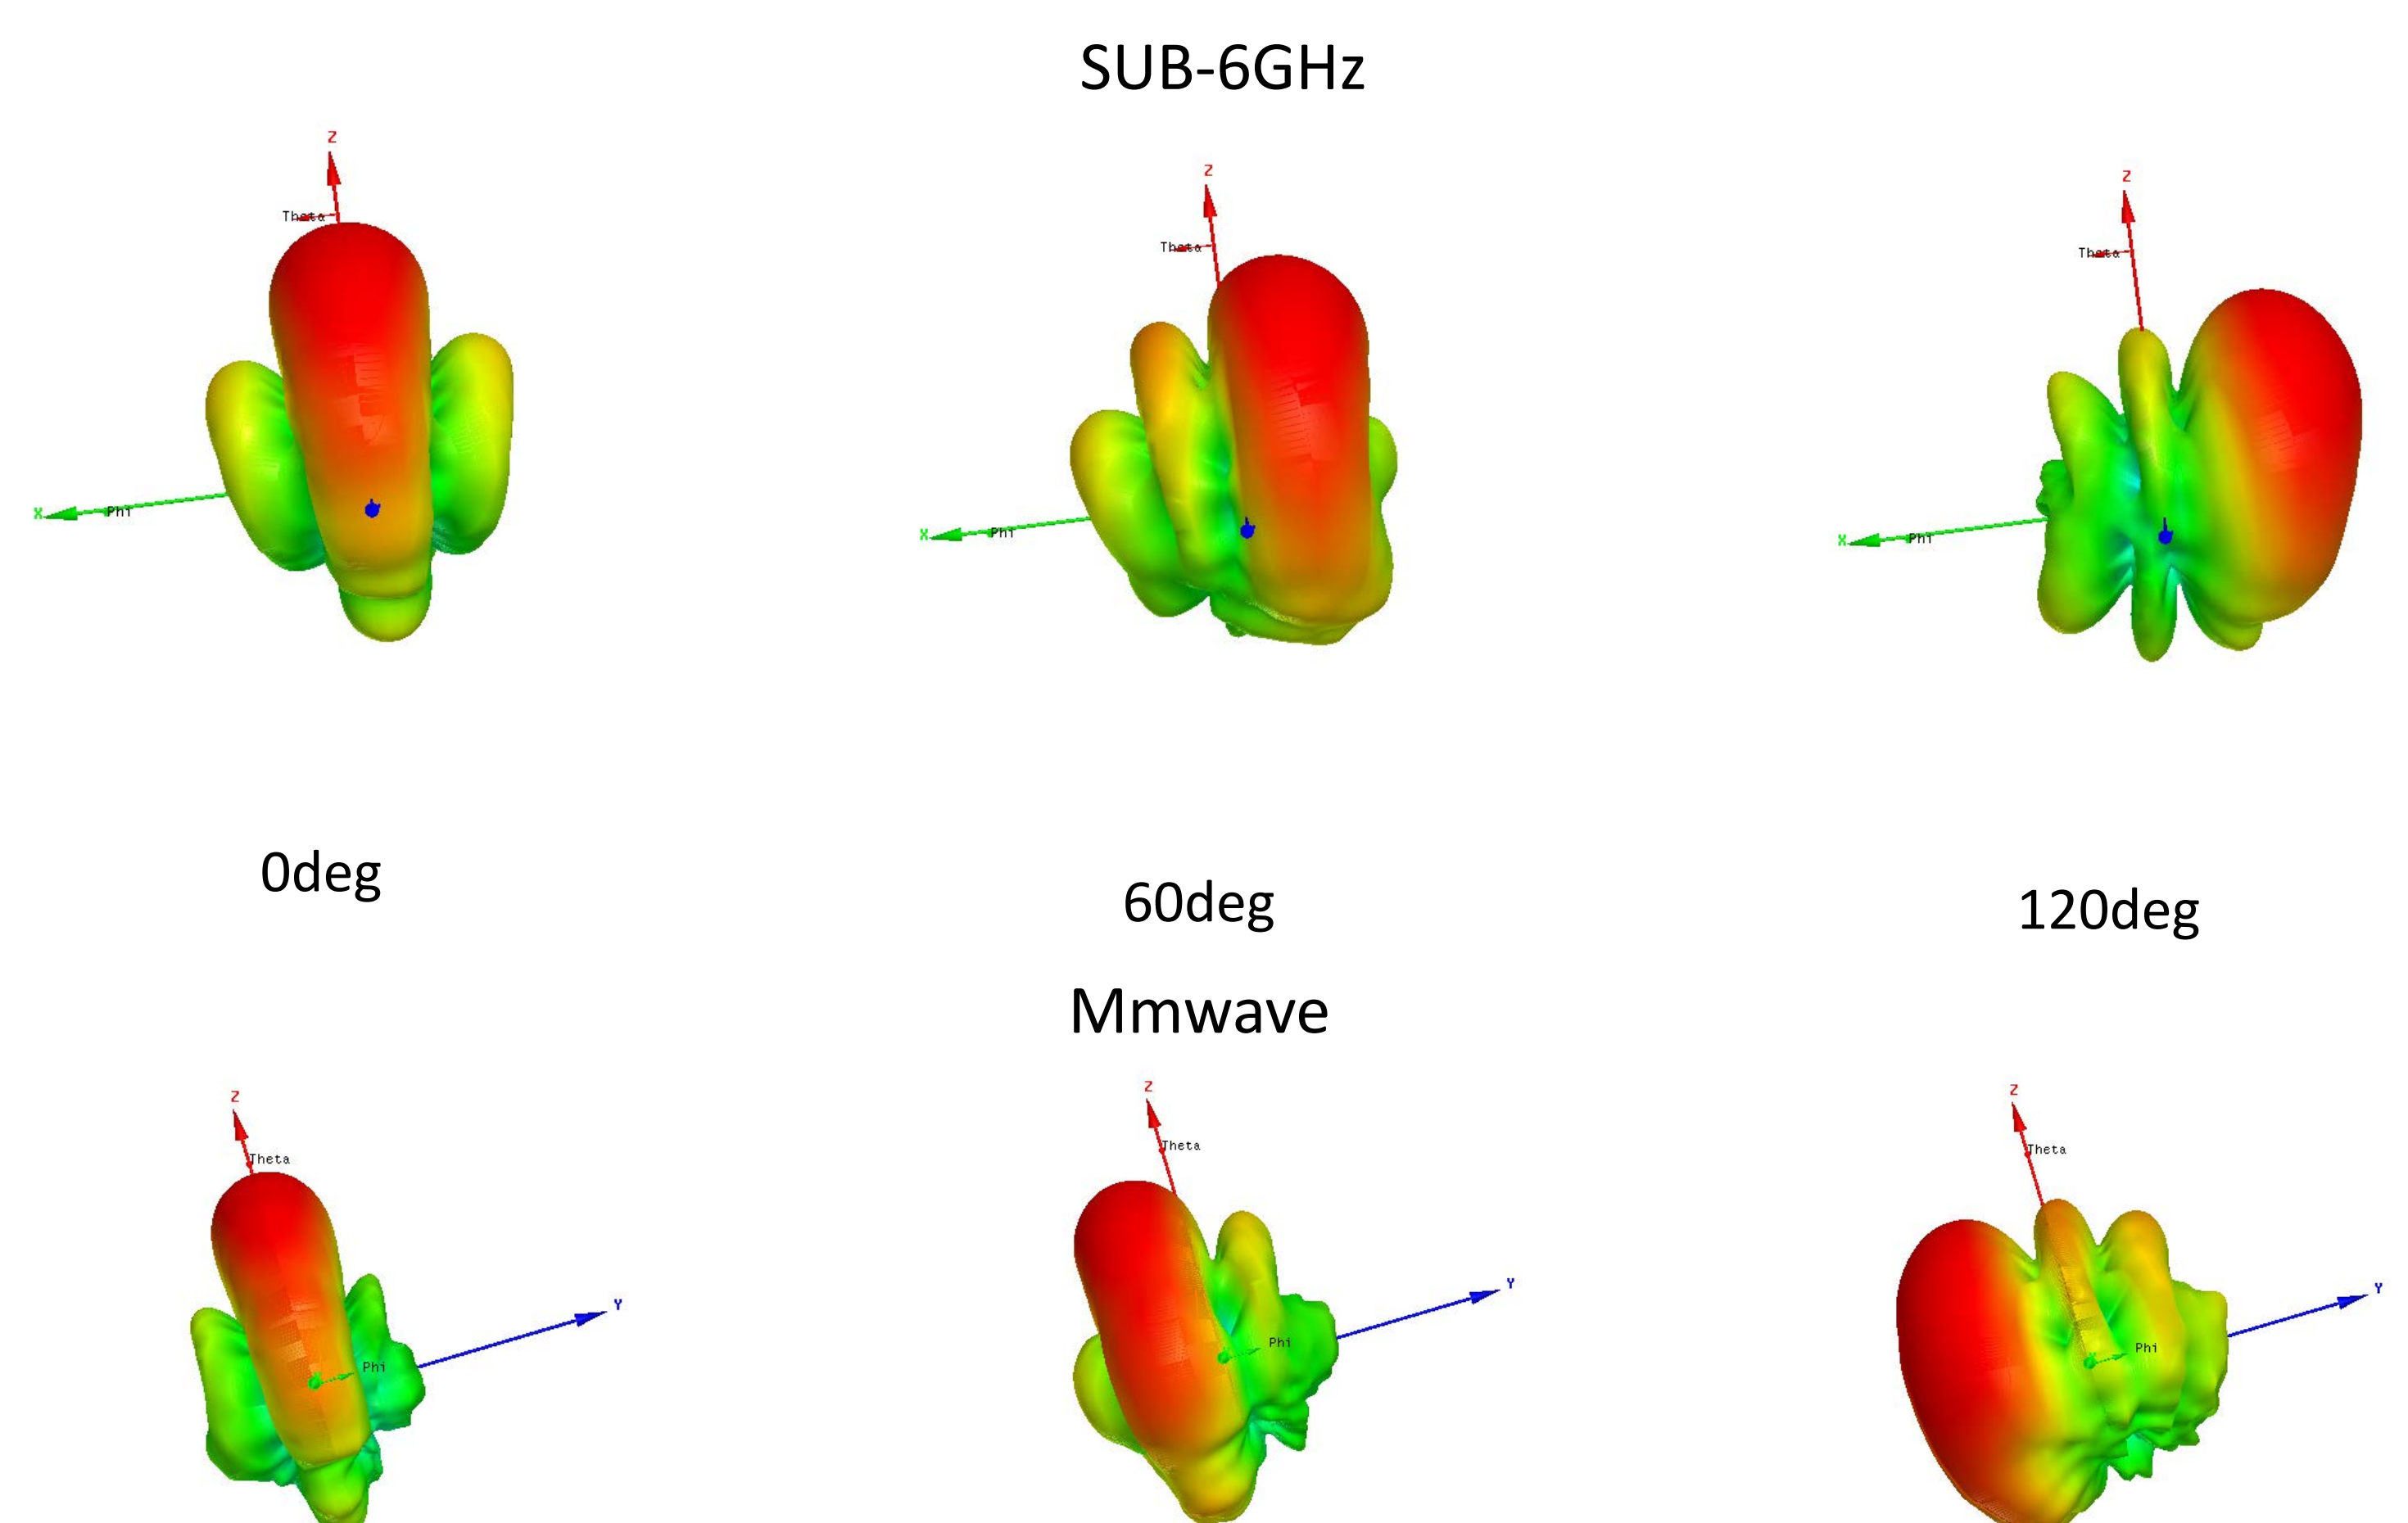 SUB-6GHz
Z
Theta
X
Phi
Z
Theta
X
Phi
Z
Theta
X
Phi
0deg
60deg
120deg
Mmwave
Z
Theta
Y
X
Phi
Z
Theta
Y
X
Phi
Z
Theta
Y
X
Phi